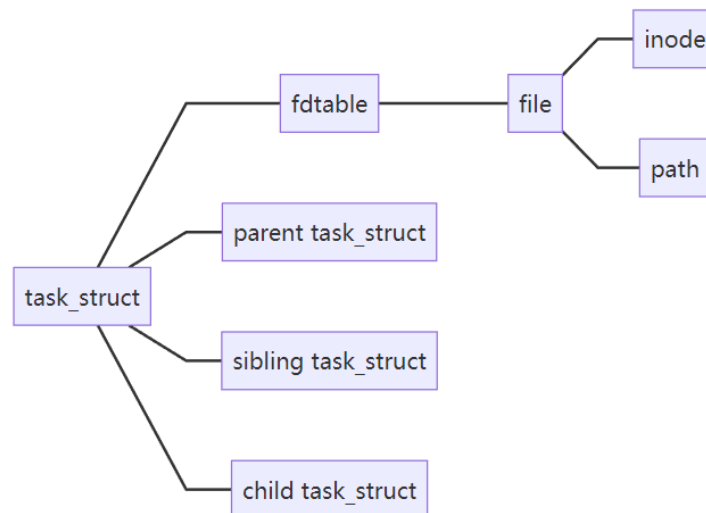 inode
fdtable
file
path
parent task_struct
task_struct
sibling task_struct
child task_struct